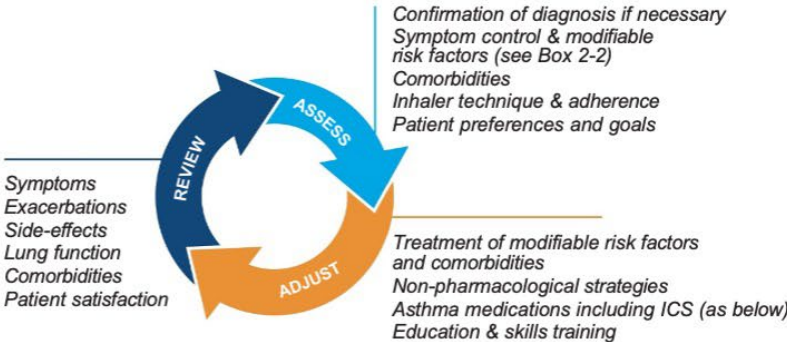 Confirmation of diagnosis if necessary
Symptom control & modifiable
risk factors (see Box 2-2)
Comorbidities
Inhaler technique & adherence
Patient preferences and goals
ASSESS
REVIEW
Symptoms
Exacerbations
Side-effects
Lung function
Comorbidities
Patient satisfaction
ADJUST
Treatment of modifiable risk factors
and comorbidities
Non-pharmacological strategies
Asthma medications including ICS (as below)
Education & skills training